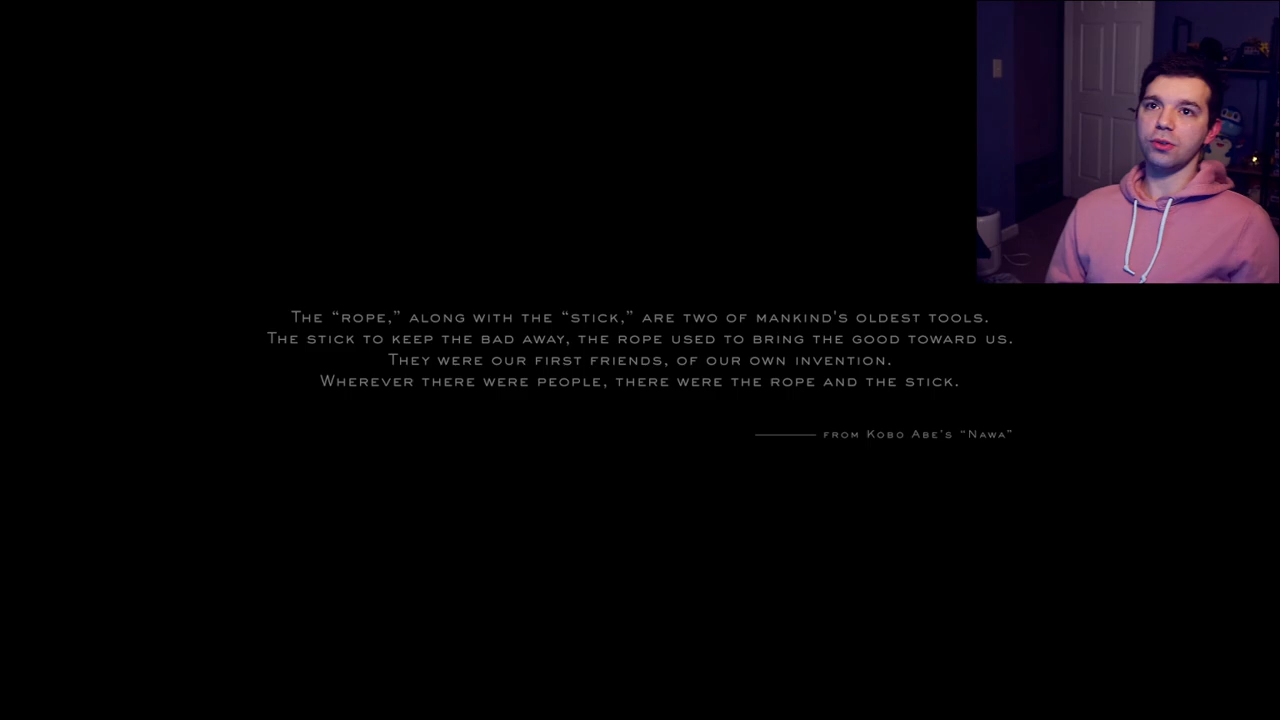 The “rope,” along with the “stick,” are two of mankind's oldest tools.
The stick to keep the bad away, the rope used to bring the good toward us.
They were our first friends, of our own invention.
Wherever there were people, there were the rope and the stick.
——— from Kobo Abe's “Nawa”